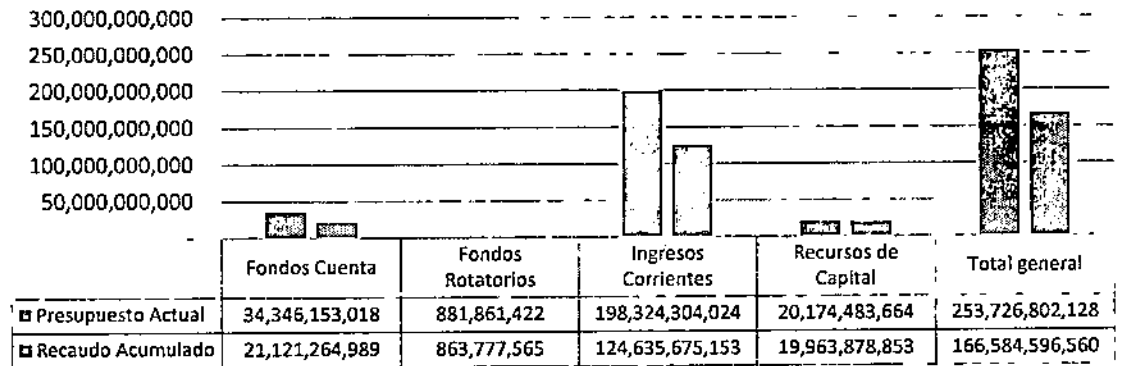 300,000,000,000
250,000,000,000
200,000,000,000
150,000,000,000
100,000,000,000
50,000,000,000
-
Fondos Cuenta
Fondos
Rotatorios
Ingresos
Corrientes
Recursos de
Capital
Total general
Presupuesto Actual 34,346,153,018 881,861,422 198,324,304,024 20,174,483,664 253,726,802,128
Recaudo Acumulado 21,121,264,989 863,777,565 124,635,675,153 19,963,878,853 166,584,596,560